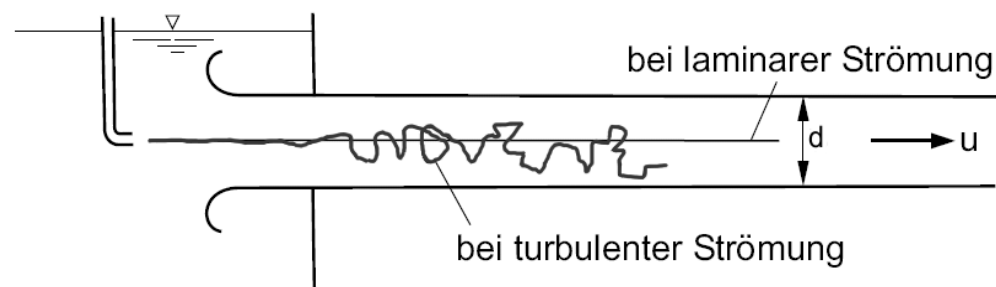 bei laminarer Strömung
d
u
bei turbulenter Strömung